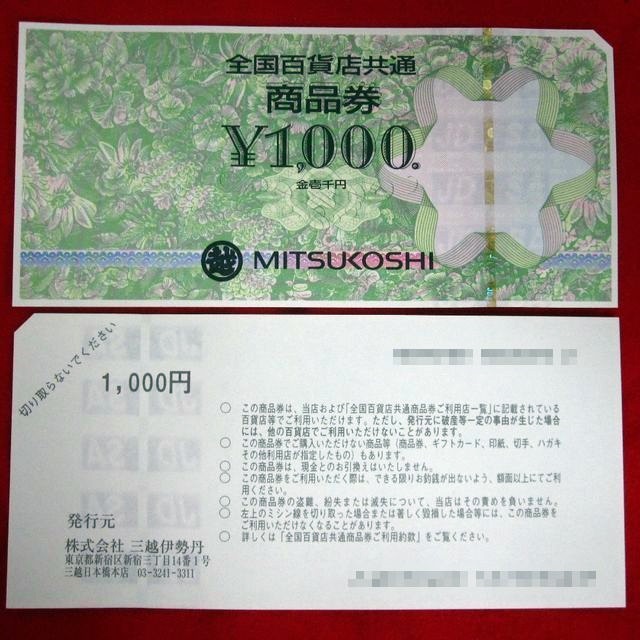 全国百貨店共通
商品券
¥1,000.
金壱千円
越 MITSUKOSHI
切り取らないでください
1,000円
○ この商品券は、当店および「全国百貨店共通商品券ご利用店一覧」に記載されている
百貨店等でご利用いただけます。ただし、発行元に破産等一定の事由が生じた場合
には、他の百貨店でご利用いただけないことがあります。
○ この商品券でご購入いただけない商品等（商品券、ギフトカード、印紙、切手、ハガキ
その他利用店が指定したもの）もあります。
○ この商品券は、現金とのお引換えはいたしません。
○ この商品券をご利用いただく際は、できる限りお釣銭が出ないよう、額面以上にてご利
用ください。
○ この商品券の盗難、紛失または滅失について、当店はその責めを負いません。
○ 左上のミシン線を切り取った場合または著しく毀損した場合等には、この商品券を
ご利用いただけなくなることがあります。
○ 詳しくは「全国百貨店共通商品券ご利用約款」をご覧ください。
発行元
株式会社 三越伊勢丹
東京都新宿区新宿三丁目14番1号
三越日本橋本店 03-3241-3311